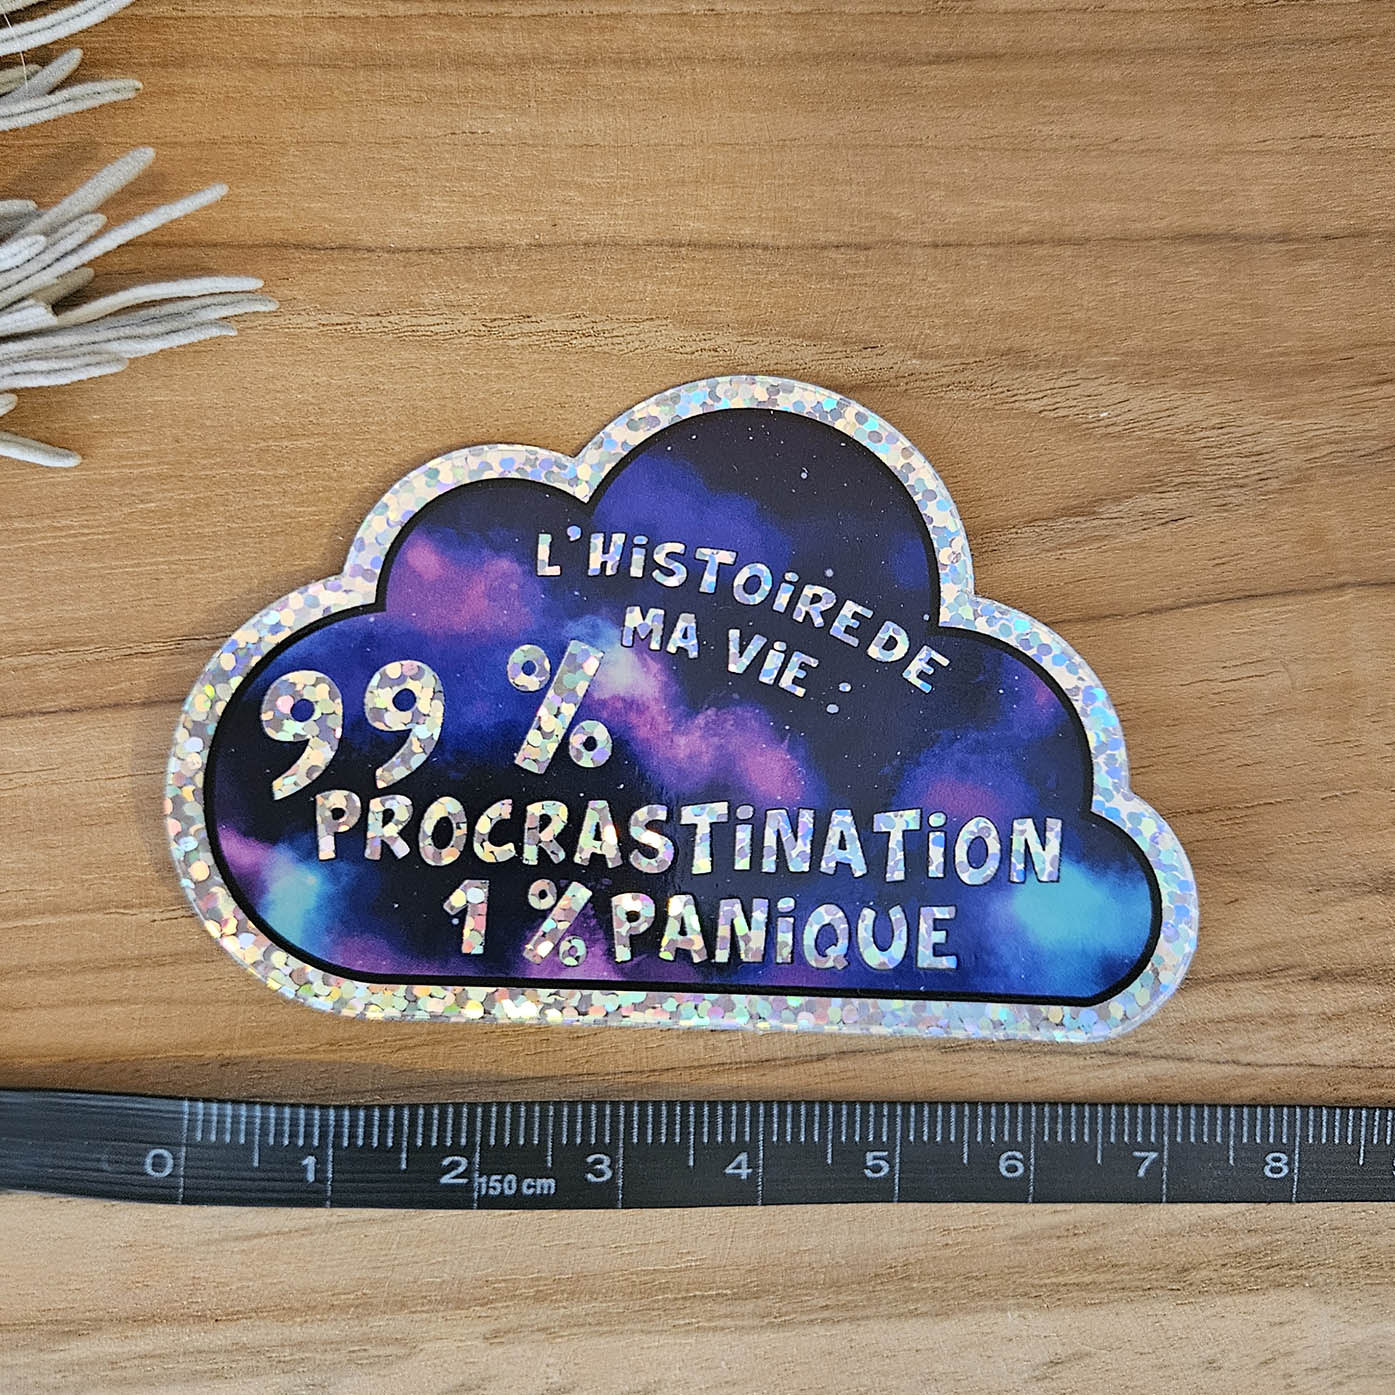 L'HiSTOiRE DE
MA ViE :
99 %
PROCRASTiNATiON
1 % PANiQUE
0 1 2 150 cm 3 4 5 6 7 8